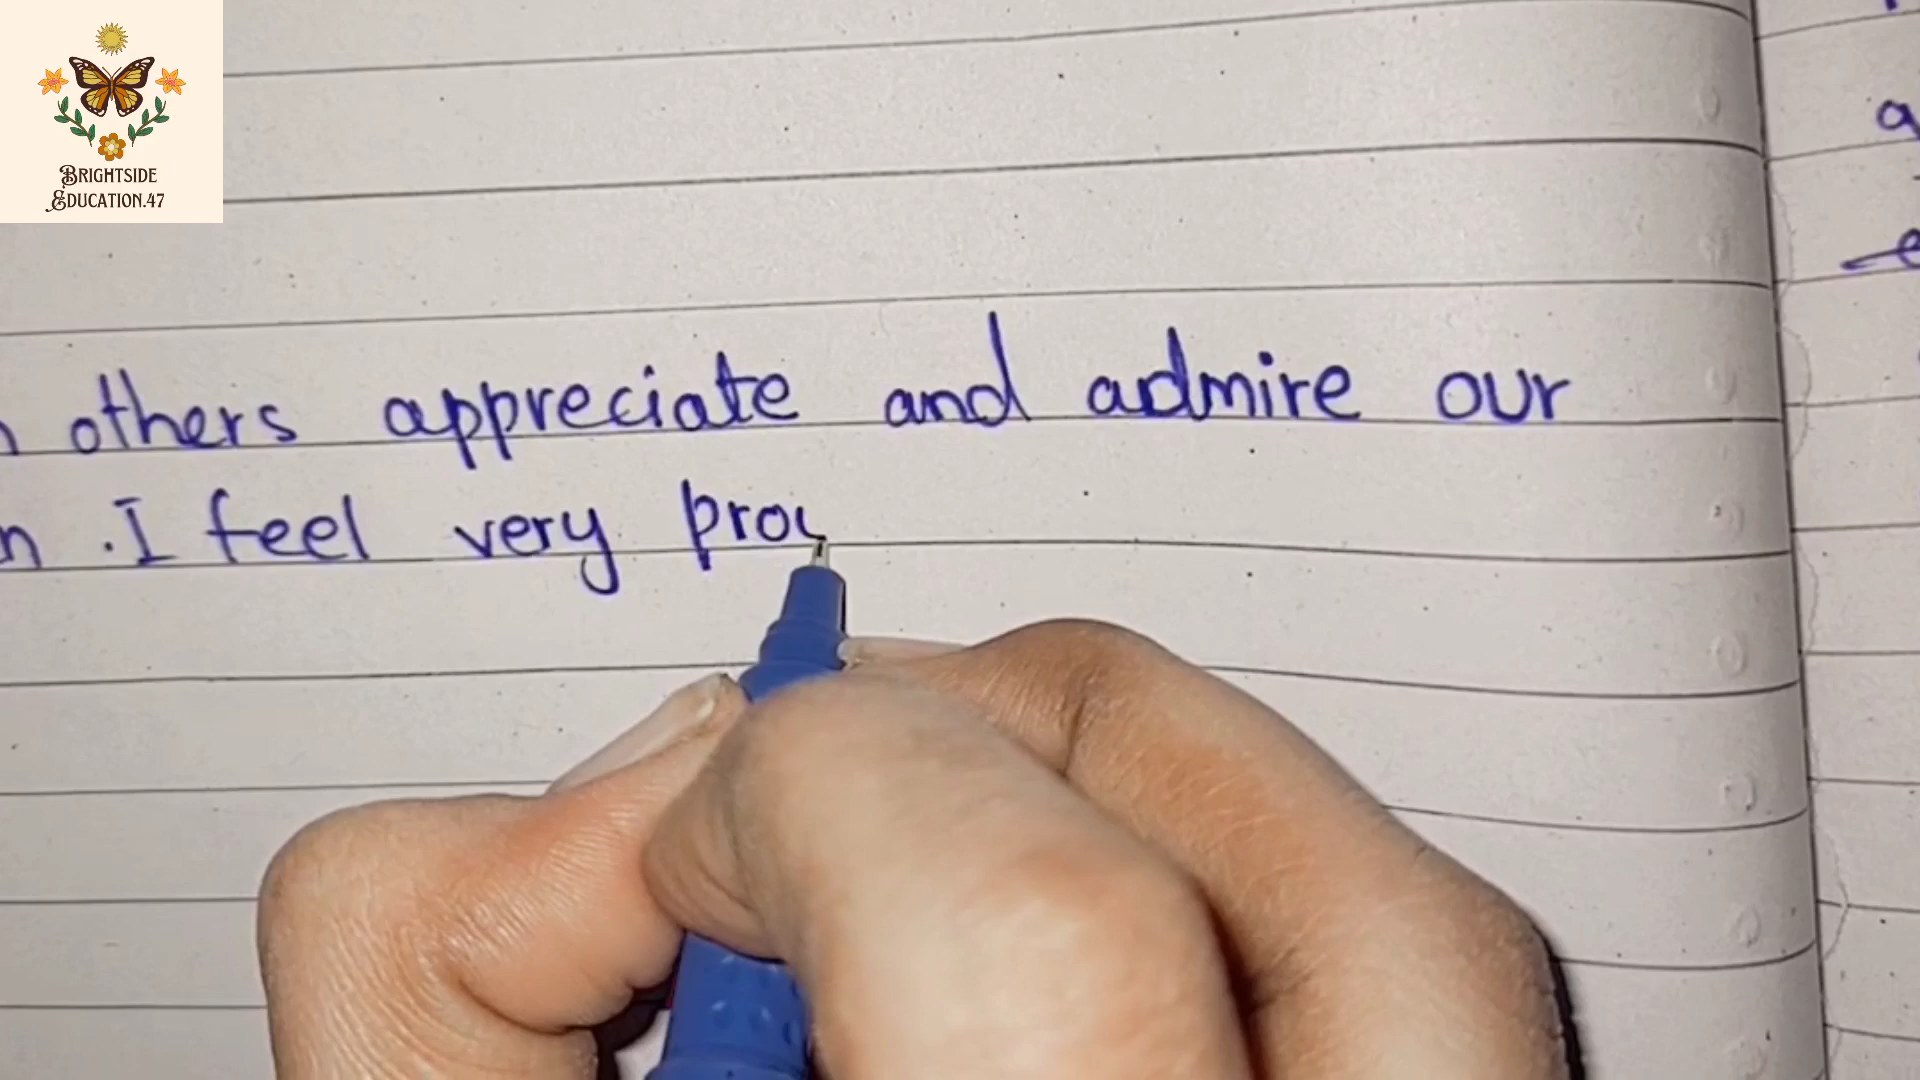 BRIGHTSIDE
EDUCATION.47
others appreciate and admire our
. I feel very prou